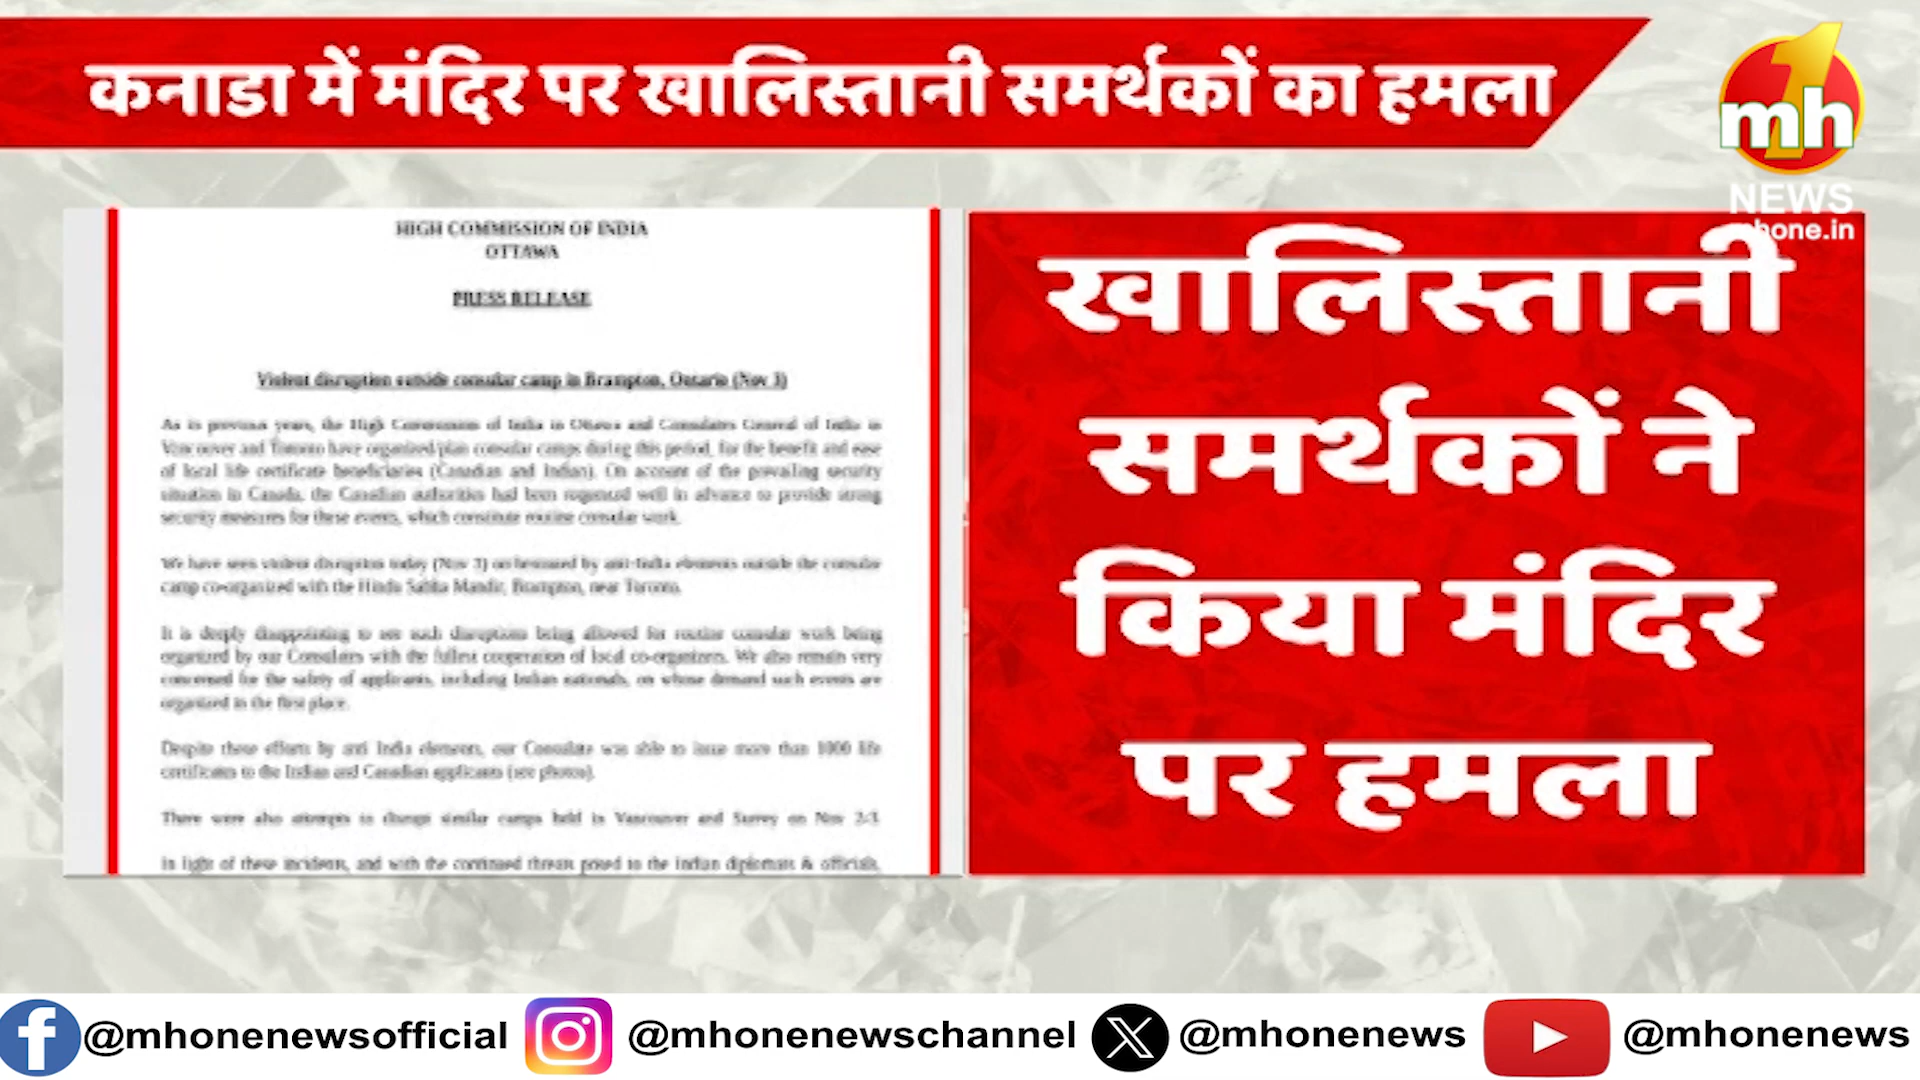 कनाडा में मंदिर पर खालिस्तानी समर्थकों का हमला
1
mh
NEWS
mhone.in
HIGH COMMISSION OF INDIA
OTTAWA
PRESS RELEASE
Violent disruption outside consular camp in Brampton, Ontario (Nov 3)
As in previous years, the High Commission of India in Ottawa and Consulates General of India in
Vancouver and Toronto have organized/plan consular camps during this period, for the benefit and ease
of local life certificate beneficiaries (Canadian and Indian). On account of the prevailing security
situation in Canada, the Canadian authorities had been requested well in advance to provide strong
security measures for these events, which constitute routine consular work.
We have seen violent disruption today (Nov 3) orchestrated by anti-India elements outside the consular
camp co-organized with the Hindu Sabha Mandir, Brampton, near Toronto.
It is deeply disappointing to see such disruptions being allowed for routine consular work being
organized by our Consulates with the fullest cooperation of local co-organizers. We also remain very
concerned for the safety of applicants, including Indian nationals, on whose demand such events are
organized in the first place.
Despite these efforts by anti India elements, our Consulate was able to issue more than 1000 life
certificates to the Indian and Canadian applicants (see photos).
There were also attempts to disrupt similar camps held in Vancouver and Surrey on Nov 2-3.
In light of these incidents, and with the continued threats posed to the Indian diplomats & officials,
खालिस्तानी
समर्थकों ने
किया मंदिर
पर हमला
@mhonenewsofficial
@mhonenewschannel
@mhonenews
@mhonenews